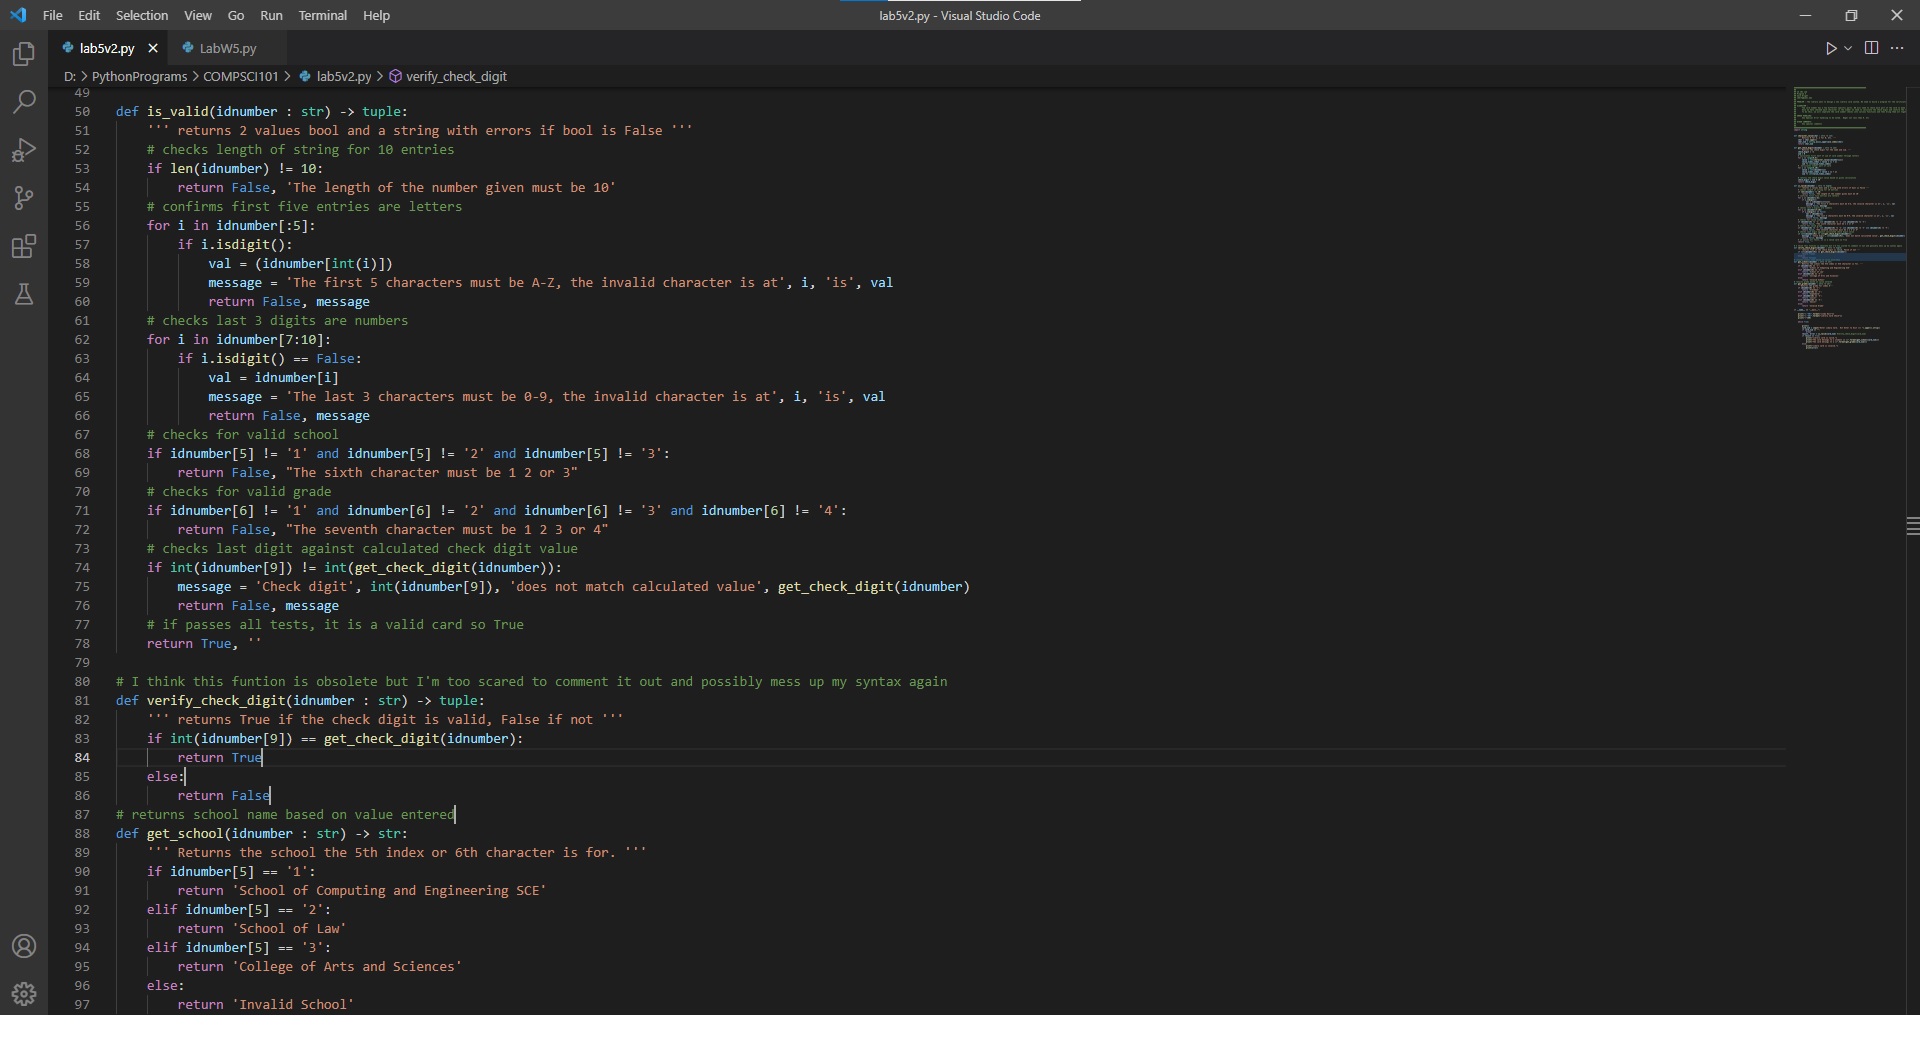 File Edit Selection View Go Run Terminal Help
lab5v2.py - Visual Studio Code
lab5v2.py LabW5.py
D: > PythonPrograms > COMPSCI101 > lab5v2.py > verify_check_digit
49
50 def is_valid(idnumber : str) -> tuple:
51 ''' returns 2 values bool and a string with errors if bool is False '''
52 # checks length of string for 10 entries
53 if len(idnumber) != 10:
54 return False, 'The length of the number given must be 10'
55 # confirms first five entries are letters
56 for i in idnumber[:5]:
57 if i.isdigit():
58 val = (idnumber[int(i)])
59 message = 'The first 5 characters must be A-Z, the invalid character is at', i, 'is', val
60 return False, message
61 # checks last 3 digits are numbers
62 for i in idnumber[7:10]:
63 if i.isdigit() == False:
64 val = idnumber[i]
65 message = 'The last 3 characters must be 0-9, the invalid character is at', i, 'is', val
66 return False, message
67 # checks for valid school
68 if idnumber[5] != '1' and idnumber[5] != '2' and idnumber[5] != '3':
69 return False, "The sixth character must be 1 2 or 3"
70 # checks for valid grade
71 if idnumber[6] != '1' and idnumber[6] != '2' and idnumber[6] != '3' and idnumber[6] != '4':
72 return False, "The seventh character must be 1 2 3 or 4"
73 # checks last digit against calculated check digit value
74 if int(idnumber[9]) != int(get_check_digit(idnumber)):
75 message = 'Check digit', int(idnumber[9]), 'does not match calculated value', get_check_digit(idnumber)
76 return False, message
77 # if passes all tests, it is a valid card so True
78 return True, ''
79
80 # I think this funtion is obsolete but I'm too scared to comment it out and possibly mess up my syntax again
81 def verify_check_digit(idnumber : str) -> tuple:
82 ''' returns True if the check digit is valid, False if not '''
83 if int(idnumber[9]) == get_check_digit(idnumber):
84 return True
85 else:
86 return False
87 # returns school name based on value entered
88 def get_school(idnumber : str) -> str:
89 ''' Returns the school the 5th index or 6th character is for. '''
90 if idnumber[5] == '1':
91 return 'School of Computing and Engineering SCE'
92 elif idnumber[5] == '2':
93 return 'School of Law'
94 elif idnumber[5] == '3':
95 return 'College of Arts and Sciences'
96 else:
97 return 'Invalid School'